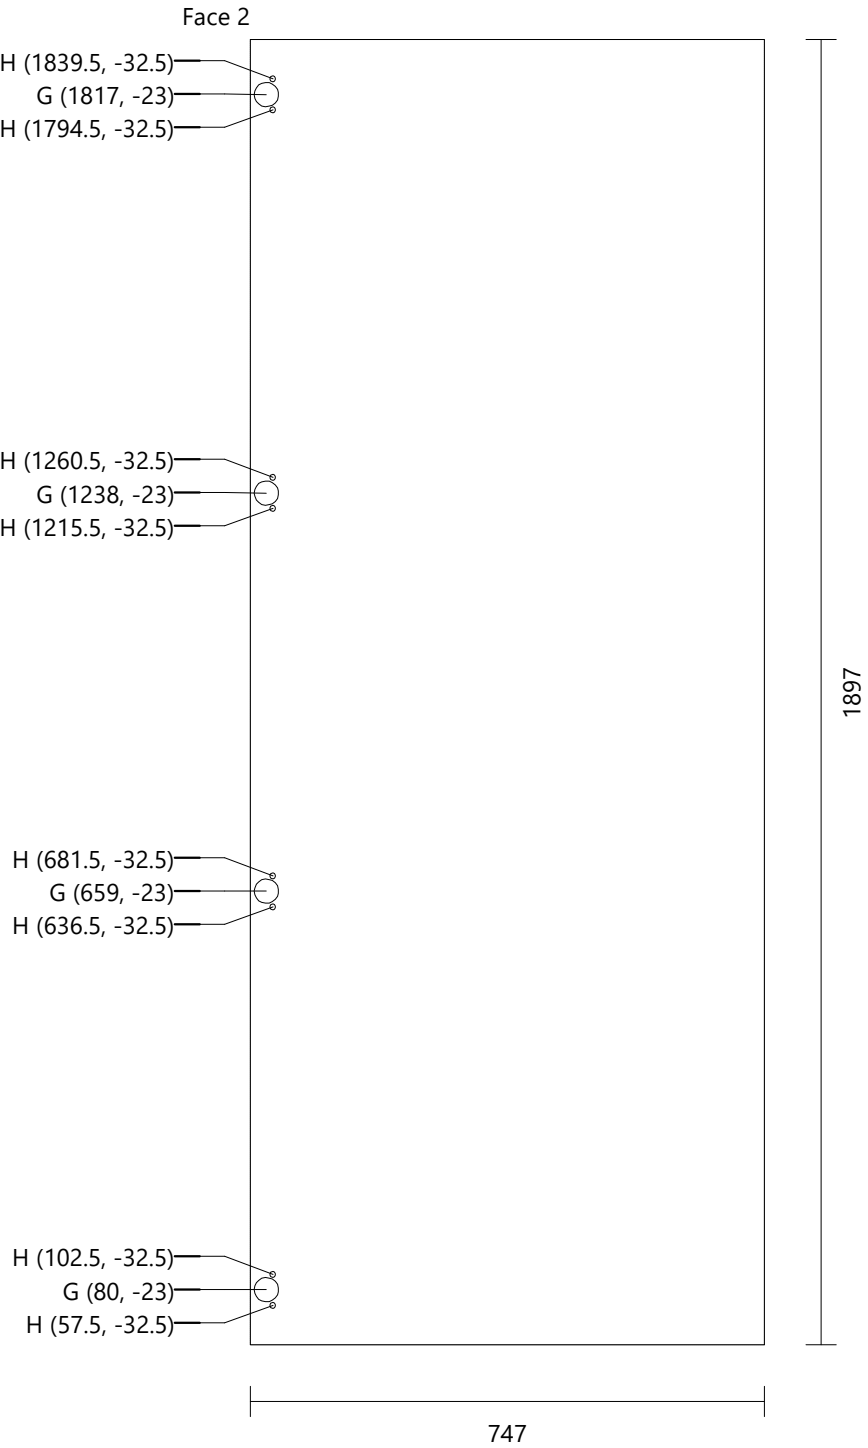 Face 2
H (1839.5, -32.5)
G (1817, -23)
H (1794.5, -32.5)
H (1260.5, -32.5)
G (1238, -23)
H (1215.5, -32.5)
1897
H (681.5, -32.5)
G (659, -23)
H (636.5, -32.5)
H (102.5, -32.5)
G (80, -23)
H (57.5, -32.5)
747